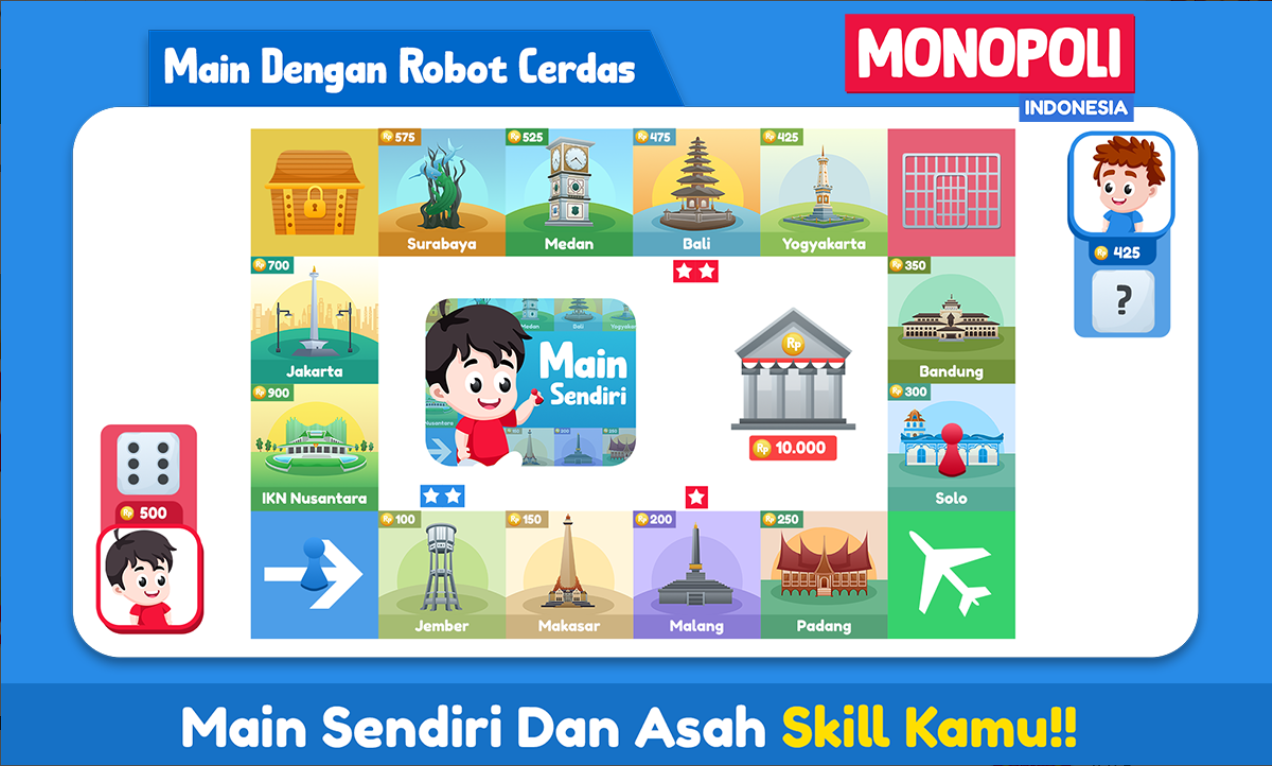 Main Dengan Robot Cerdas
MONOPOLI
INDONESIA
Rp 575
Surabaya
Rp 525
Medan
Rp 475
Bali
Rp 425
Yogyakarta
Rp 425
?
Rp 700
Jakarta
Rp 350
Bandung
Main
Sendiri
Rp
Rp 10.000
Rp 900
IKN Nusantara
Rp 300
Solo
Rp 500
Rp 100
Jember
Rp 150
Makasar
Rp 200
Malang
Rp 250
Padang
Main Sendiri Dan Asah Skill Kamu!!